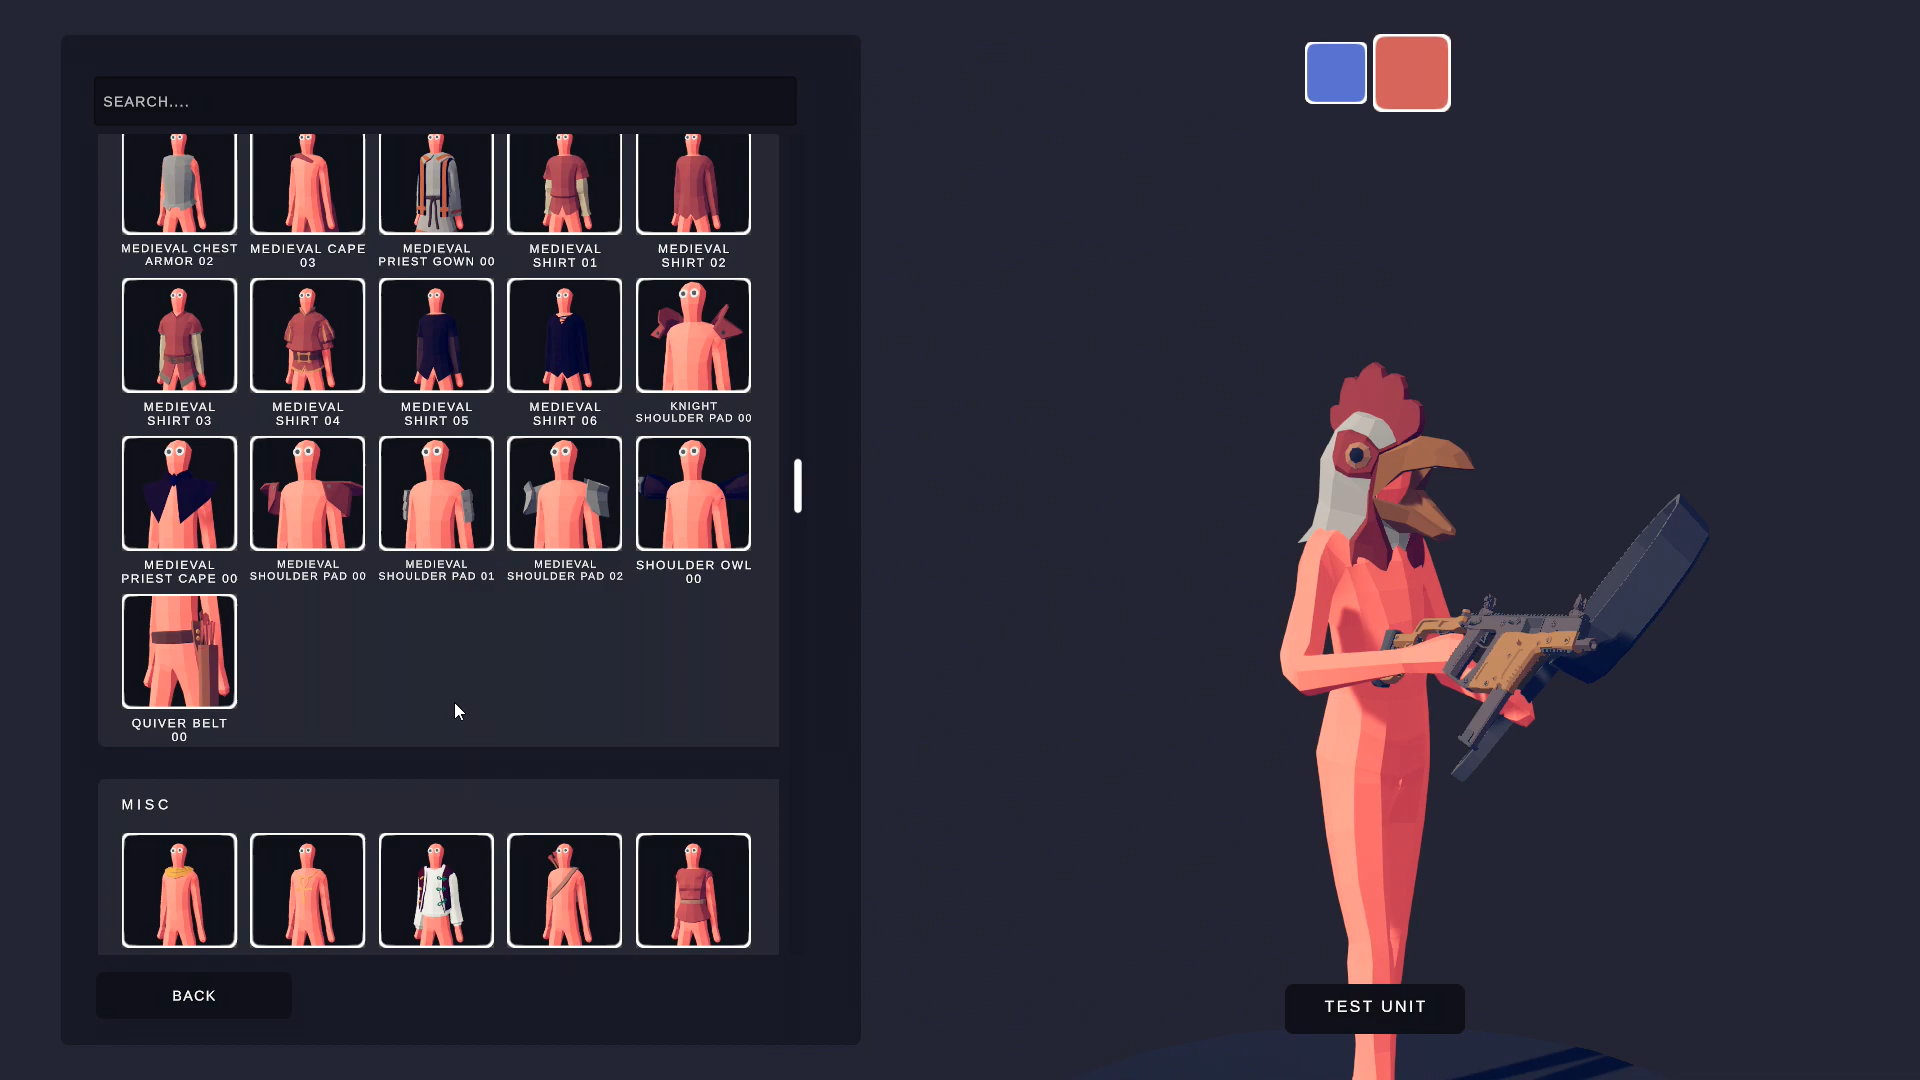 SEARCH....
MEDIEVAL CHEST
ARMOR 02
MEDIEVAL CAPE
03
MEDIEVAL
PRIEST GOWN 00
MEDIEVAL
SHIRT 01
MEDIEVAL
SHIRT 02
MEDIEVAL
SHIRT 03
MEDIEVAL
SHIRT 04
MEDIEVAL
SHIRT 05
MEDIEVAL
SHIRT 06
KNIGHT
SHOULDER PAD 00
MEDIEVAL
PRIEST CAPE 00
MEDIEVAL
SHOULDER PAD 00
MEDIEVAL
SHOULDER PAD 01
MEDIEVAL
SHOULDER PAD 02
SHOULDER OWL
00
QUIVER BELT
00
MISC
BACK
TEST UNIT